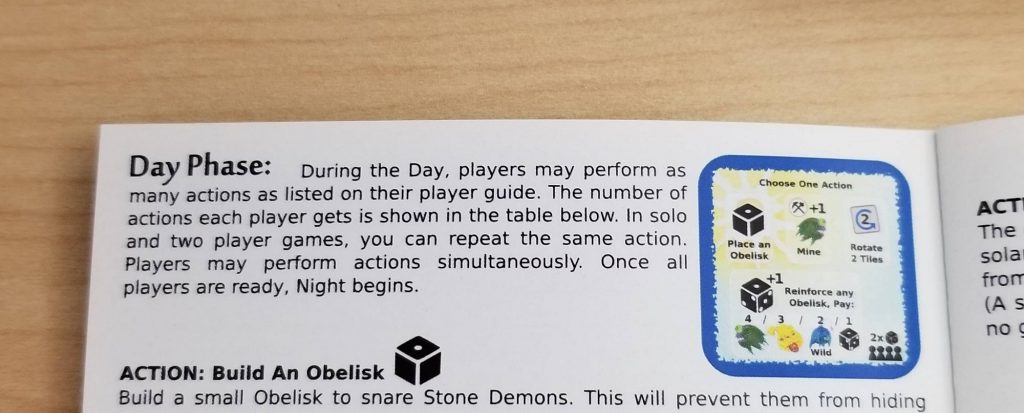 Day Phase: During the Day, players may perform as
many actions as listed on their player guide. The number of
actions each player gets is shown in the table below. In solo
and two player games, you can repeat the same action.
Players may perform actions simultaneously. Once all
players are ready, Night begins.
Choose One Action
+1
2
Place an
Obelisk
Mine
Rotate
2 Tiles
+1
Reinforce any
Obelisk, Pay:
4 / 3 / 2 / 1
Wild
2x
ACTION: Build An Obelisk
Build a small Obelisk to snare Stone Demons. This will prevent them from hiding
The
from
(A
no